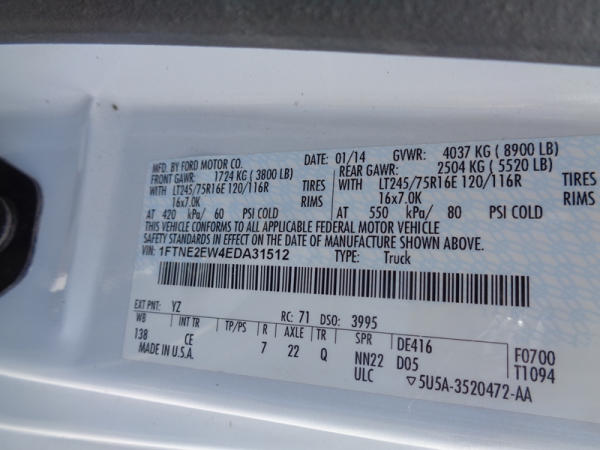 MFD. BY FORD MOTOR CO.
DATE: 01/14 GVWR: 4037 KG ( 8900 LB)
FRONT GAWR: 1724 KG ( 3800 LB)
REAR GAWR: 2504 KG ( 5520 LB)
WITH LT245/75R16E 120/116R TIRES
WITH LT245/75R16E 120/116R TIRES
16x7.0K RIMS
16x7.0K RIMS
AT 420 kPa/ 60 PSI COLD
AT 550 kPa/ 80 PSI COLD
THIS VEHICLE CONFORMS TO ALL APPLICABLE FEDERAL MOTOR VEHICLE
SAFETY STANDARDS IN EFFECT ON THE DATE OF MANUFACTURE SHOWN ABOVE.
VIN: 1FTNE2EW4EDA31512
TYPE: Truck
EXT PNT: YZ RC: 71 DSO: 3995
WB INT TR TP/PS R AXLE TR SPR DE416 F0700
138 CE 7 22 Q NN22 D05 T1094
MADE IN U.S.A. ULC ▽5U5A-3520472-AA